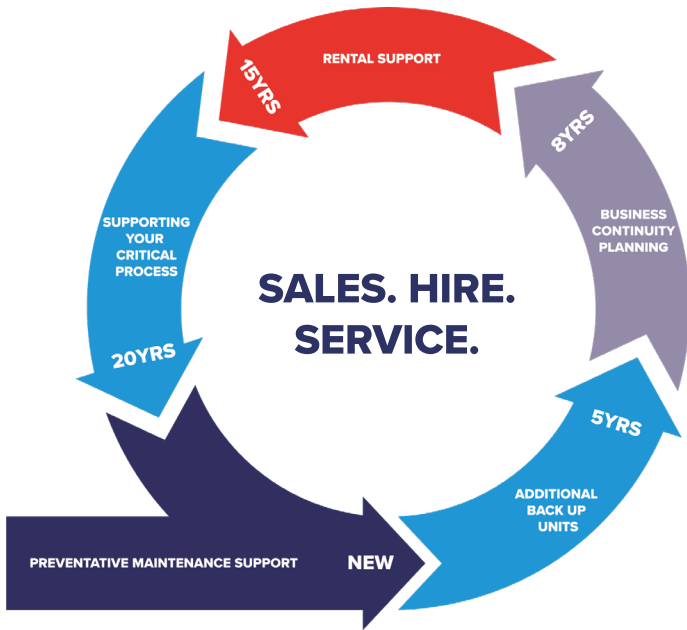 RENTAL SUPPORT
15YRS
8YRS
SUPPORTING
YOUR
CRITICAL
PROCESS
BUSINESS
CONTINUITY
PLANNING
SALES. HIRE.
SERVICE.
20YRS
5YRS
ADDITIONAL
BACK UP
UNITS
PREVENTATIVE MAINTENANCE SUPPORT
NEW